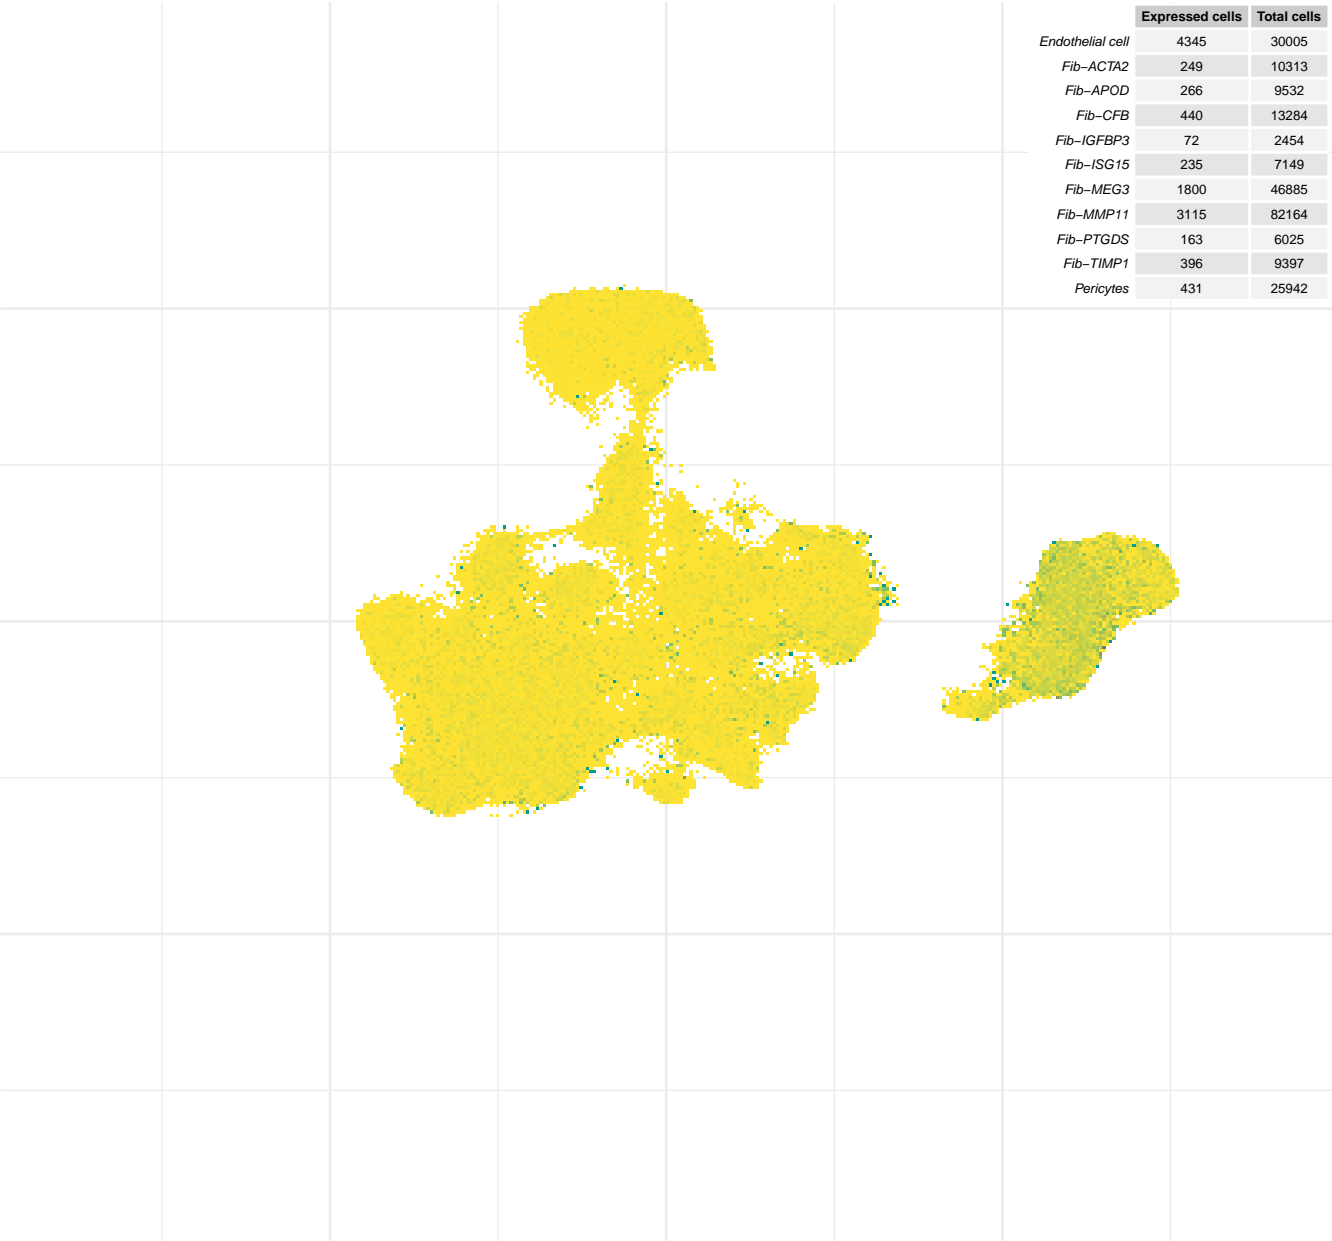 Expressed cells Total cells
Endothelial cell 4345 30005
Fib−ACTA2 249 10313
Fib−APOD 266 9532
Fib−CFB 440 13284
Fib−IGFBP3 72 2454
Fib−ISG15 235 7149
Fib−MEG3 1800 46885
Fib−MMP11 3115 82164
Fib−PTGDS 163 6025
Fib−TIMP1 396 9397
Pericytes 431 25942